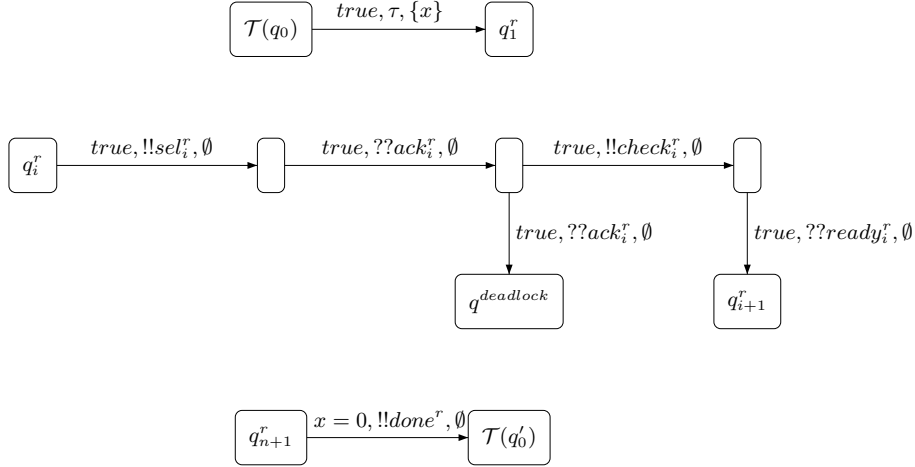 true, τ, {x}
𝒯(q₀) q₁ʳ
true, !!selᵢʳ, ∅ true, ??ackᵢʳ, ∅ true, !!checkᵢʳ, ∅
qᵢʳ
true, ??ackᵢʳ, ∅ true, ??readyᵢʳ, ∅
q^{deadlock} qᵢ₊₁ʳ
x = 0, !!doneʳ, ∅
qₙ₊₁ʳ 𝒯(q₀′)